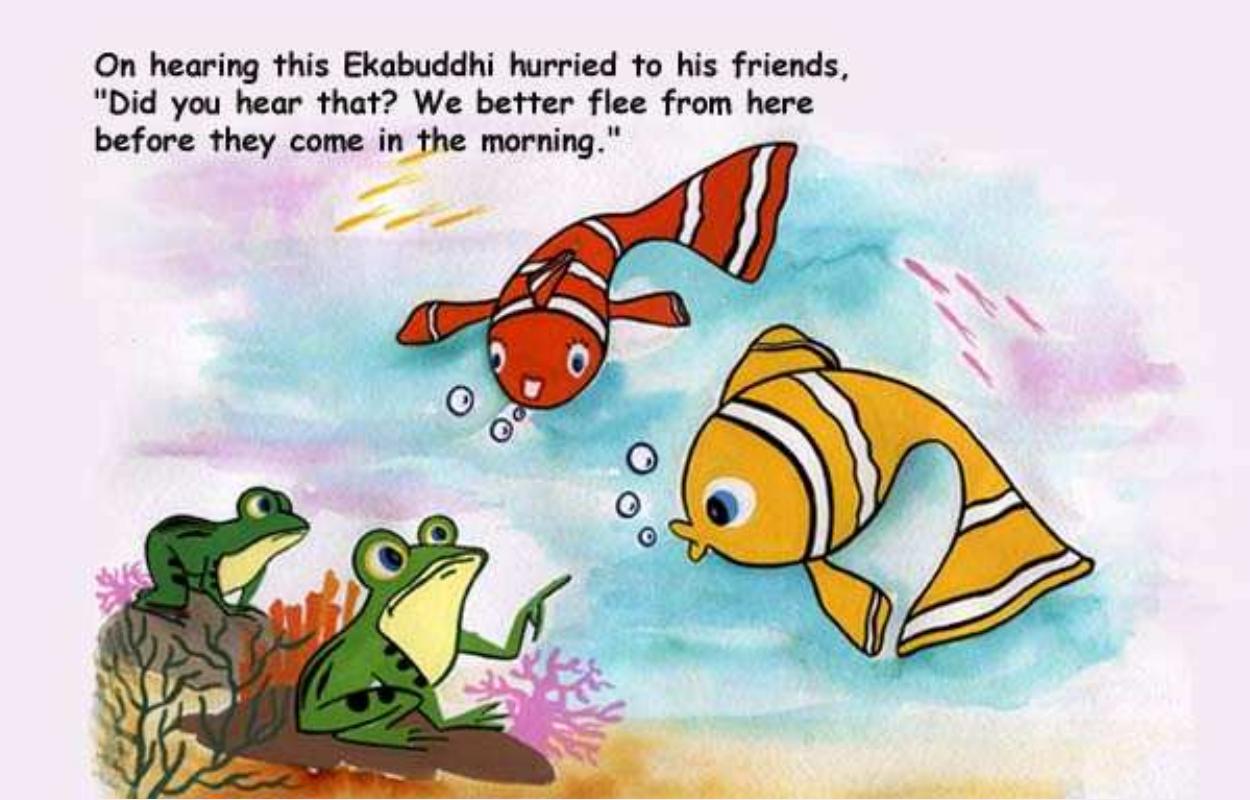 On hearing this Ekabuddhi hurried to his friends,
"Did you hear that? We better flee from here
before they come in the morning."